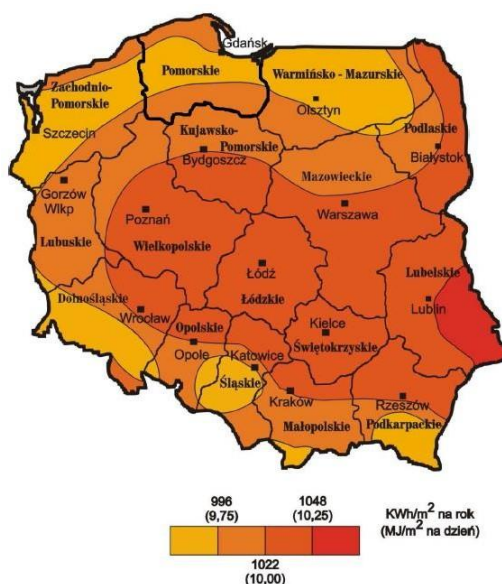 Gdańsk
Zachodnio-
Pomorskie
Pomorskie
Warmińsko - Mazurskie
Szczecin
Olsztyn
Podlaskie
Kujawsko-
Pomorskie
Bydgoszcz
Białystok
Gorzów
Wlkp
Mazowieckie
Poznań
Warszawa
Lubuskie
Wielkopolskie
Łódź
Łódzkie
Lubelskie
Lublin
Dolnośląskie
Wrocław
Opolskie
Opole
Kielce
Świętokrzyskie
Katowice
Śląskie
Kraków
Rzeszów
Małopolskie
Podkarpackie
996
(9,75)
1048
(10,25)
KWh/m² na rok
(MJ/m² na dzień)
1022
(10,00)